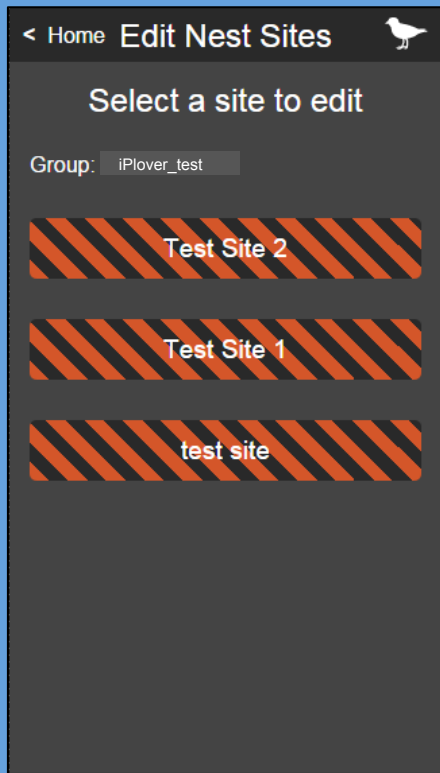 < Home Edit Nest Sites
Select a site to edit
Group: iPlover_test
Test Site 2
Test Site 1
test site